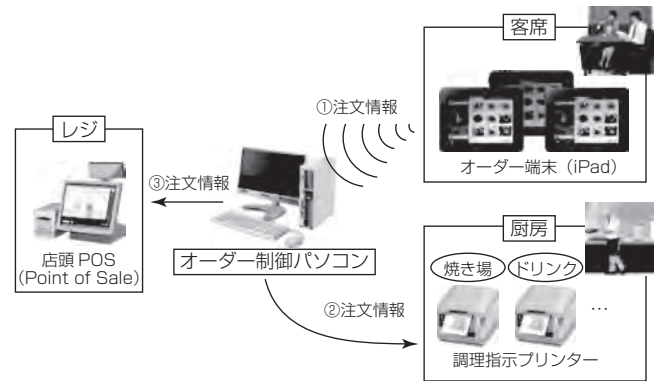 客席
①注文情報
オーダー端末（iPad）
レジ
③注文情報
店頭 POS
（Point of Sale）
オーダー制御パソコン
厨房
焼き場
ドリンク
…
②注文情報
調理指示プリンター